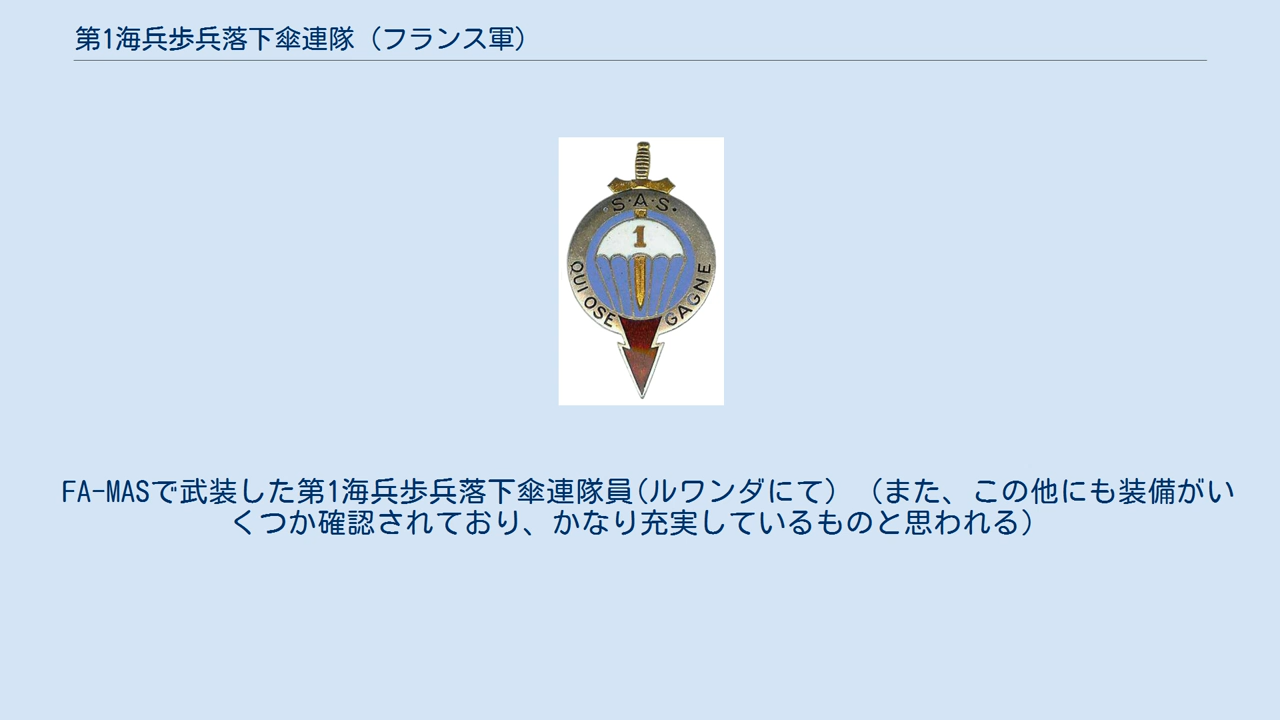 第1海兵歩兵落下傘連隊（フランス軍）
・S・A・S・
1
QUI OSE GAGNE
FA-MASで武装した第1海兵歩兵落下傘連隊員(ルワンダにて）（また、この他にも装備がい
くつか確認されており、かなり充実しているものと思われる）